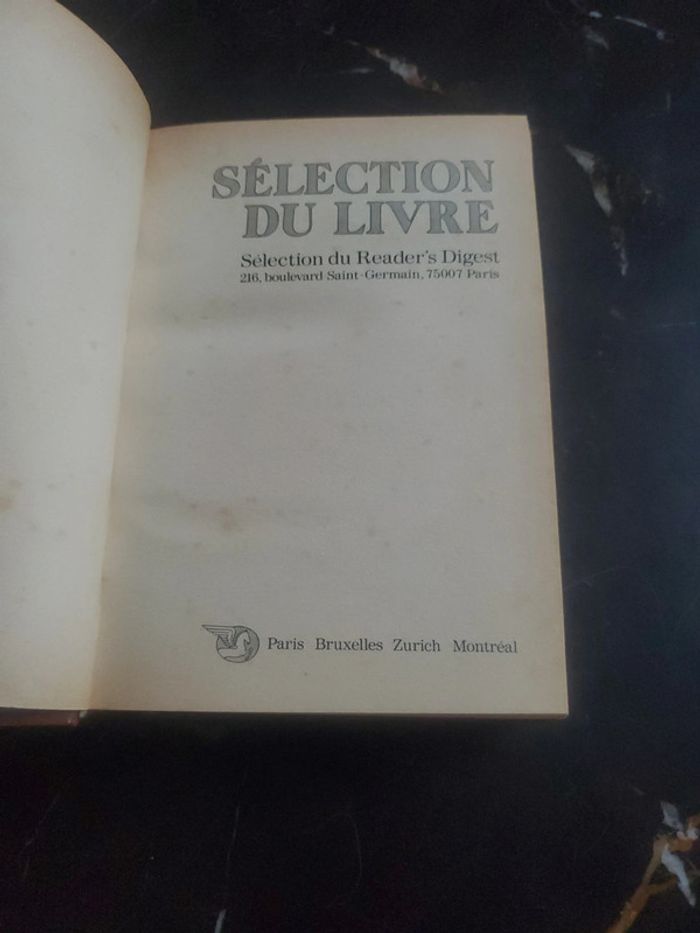 SÉLECTION
DU LIVRE
Sélection du Reader's Digest
216, boulevard Saint-Germain, 75007 Paris
Paris Bruxelles Zurich Montréal